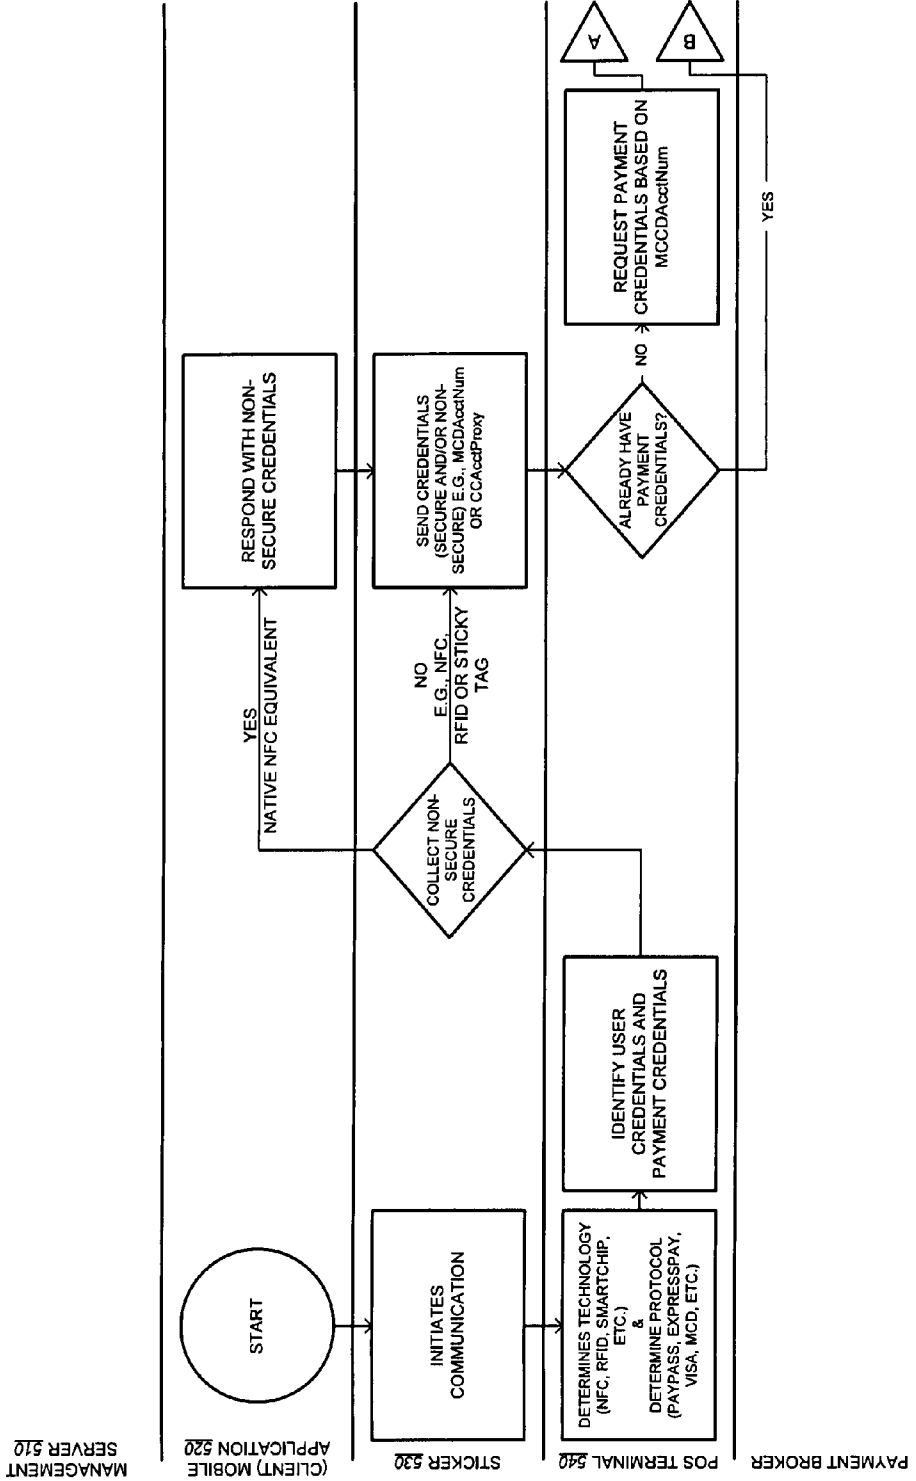 MANAGEMENT
SERVER 510
(CLIENT) MOBILE
APPLICATION 520
STICKER 530
POS TERMINAL 540
PAYMENT BROKER
START
INITIATES
COMMUNICATION
DETERMINES TECHNOLOGY
(NFC, RFID, SMARTCHIP,
ETC.)
&
DETERMINE PROTOCOL
(PAYPASS, EXPRESSPAY,
VISA, MCD, ETC.)
IDENTIFY USER
CREDENTIALS AND
PAYMENT CREDENTIALS
COLLECT NON-
SECURE
CREDENTIALS
YES
NATIVE NFC EQUIVALENT
NO
E.G., NFC,
RFID OR STICKY
TAG
RESPOND WITH NON-
SECURE CREDENTIALS
SEND CREDENTIALS
(SECURE AND/OR NON-
SECURE) E.G., MCDAcctNum
OR CCAcctProxy
ALREADY HAVE
PAYMENT
CREDENTIALS?
NO
REQUEST PAYMENT
CREDENTIALS BASED ON
MCCDAcctNum
YES
A
B